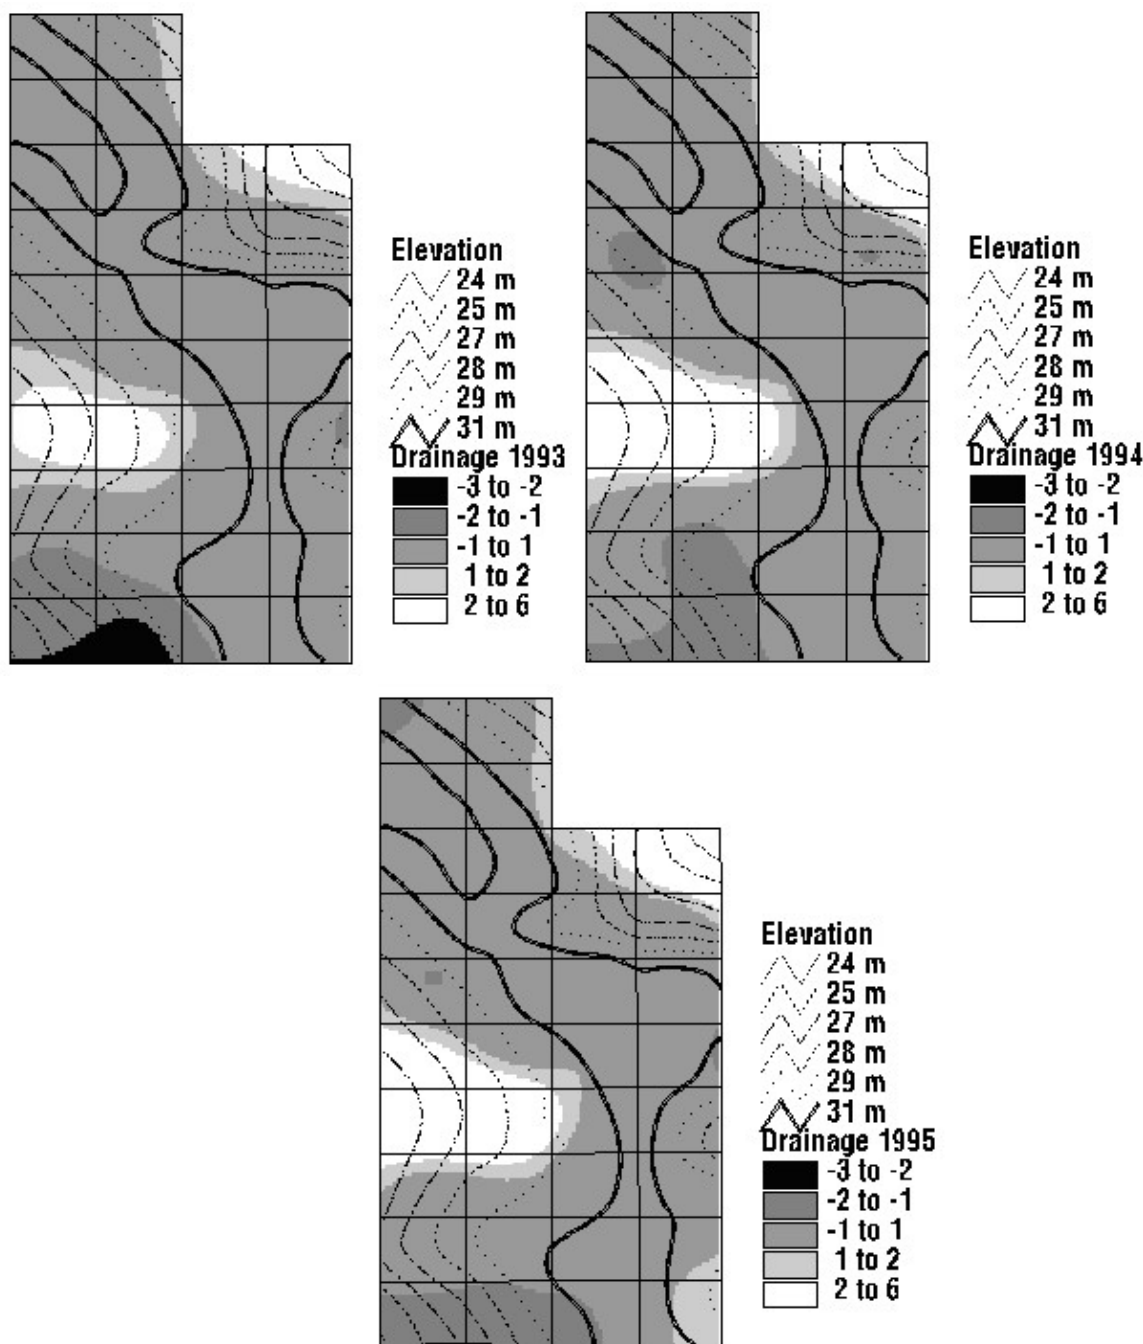 Elevation
24 m
25 m
27 m
28 m
29 m
31 m
Drainage 1993
-3 to -2
-2 to -1
-1 to 1
1 to 2
2 to 6
Elevation
24 m
25 m
27 m
28 m
29 m
31 m
Drainage 1994
-3 to -2
-2 to -1
-1 to 1
1 to 2
2 to 6
Elevation
24 m
25 m
27 m
28 m
29 m
31 m
Drainage 1995
-3 to -2
-2 to -1
-1 to 1
1 to 2
2 to 6